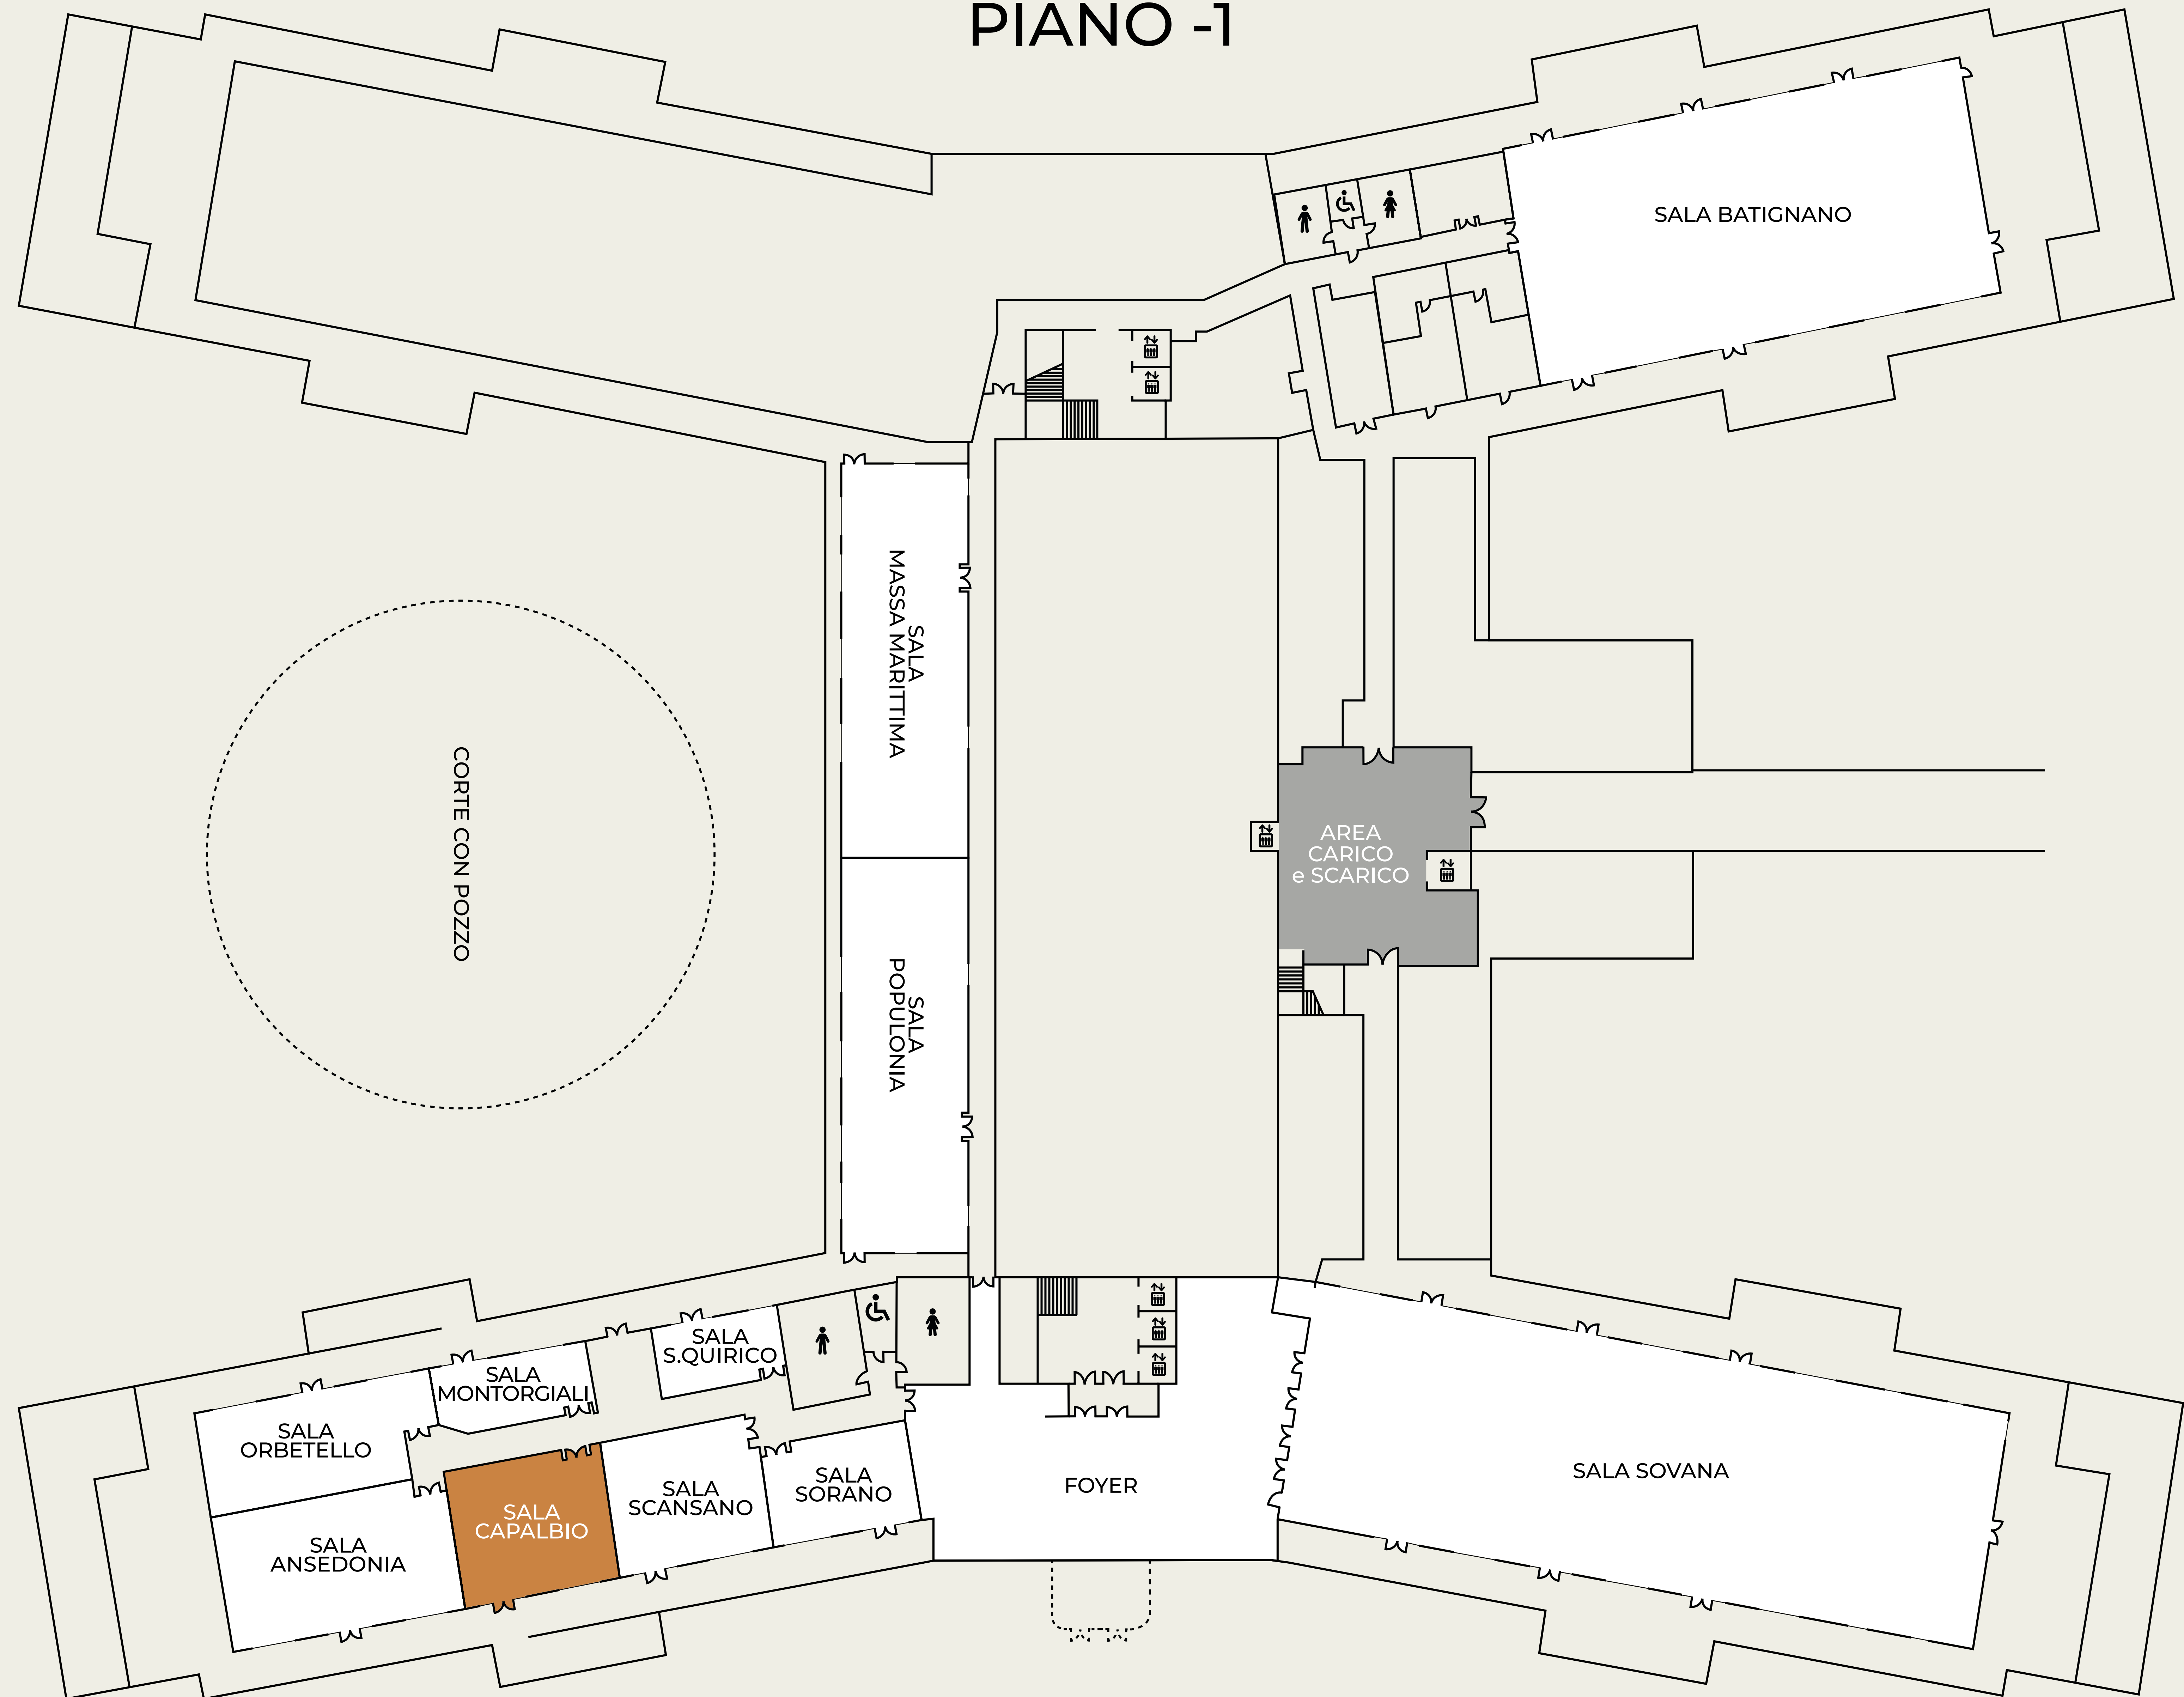 PIANO -1
SALA BATIGNANO
SALA
MASSA MARITTIMA
CORTE CON POZZO
AREA
CARICO
e SCARICO
SALA
POPULONIA
SALA
S.QUIRICO
SALA
MONTORGIALI
SALA
ORBETELLO
SALA
ANSEDONIA
SALA
CAPALBIO
SALA
SCANSANO
SALA
SORANO
FOYER
SALA SOVANA